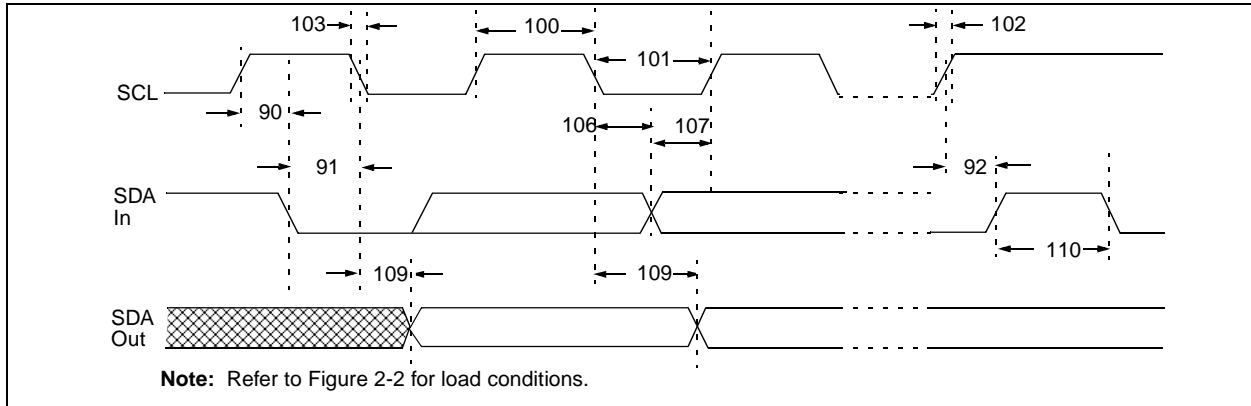 103
100
102
101
SCL
90
106
107
91
92
SDA
In
110
109
109
SDA
Out
Note: Refer to Figure 2-2 for load conditions.